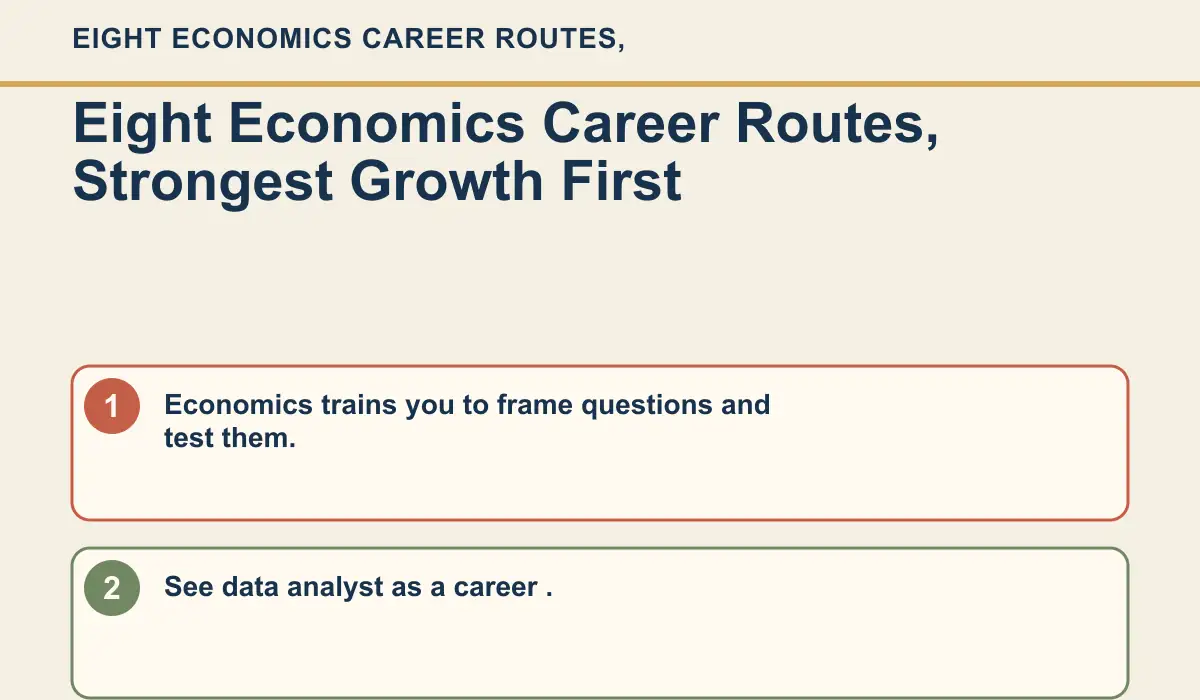 EIGHT ECONOMICS CAREER ROUTES,
Eight Economics Career Routes,
Strongest Growth First
1
Economics trains you to frame questions and
test them.
2
See data analyst as a career .